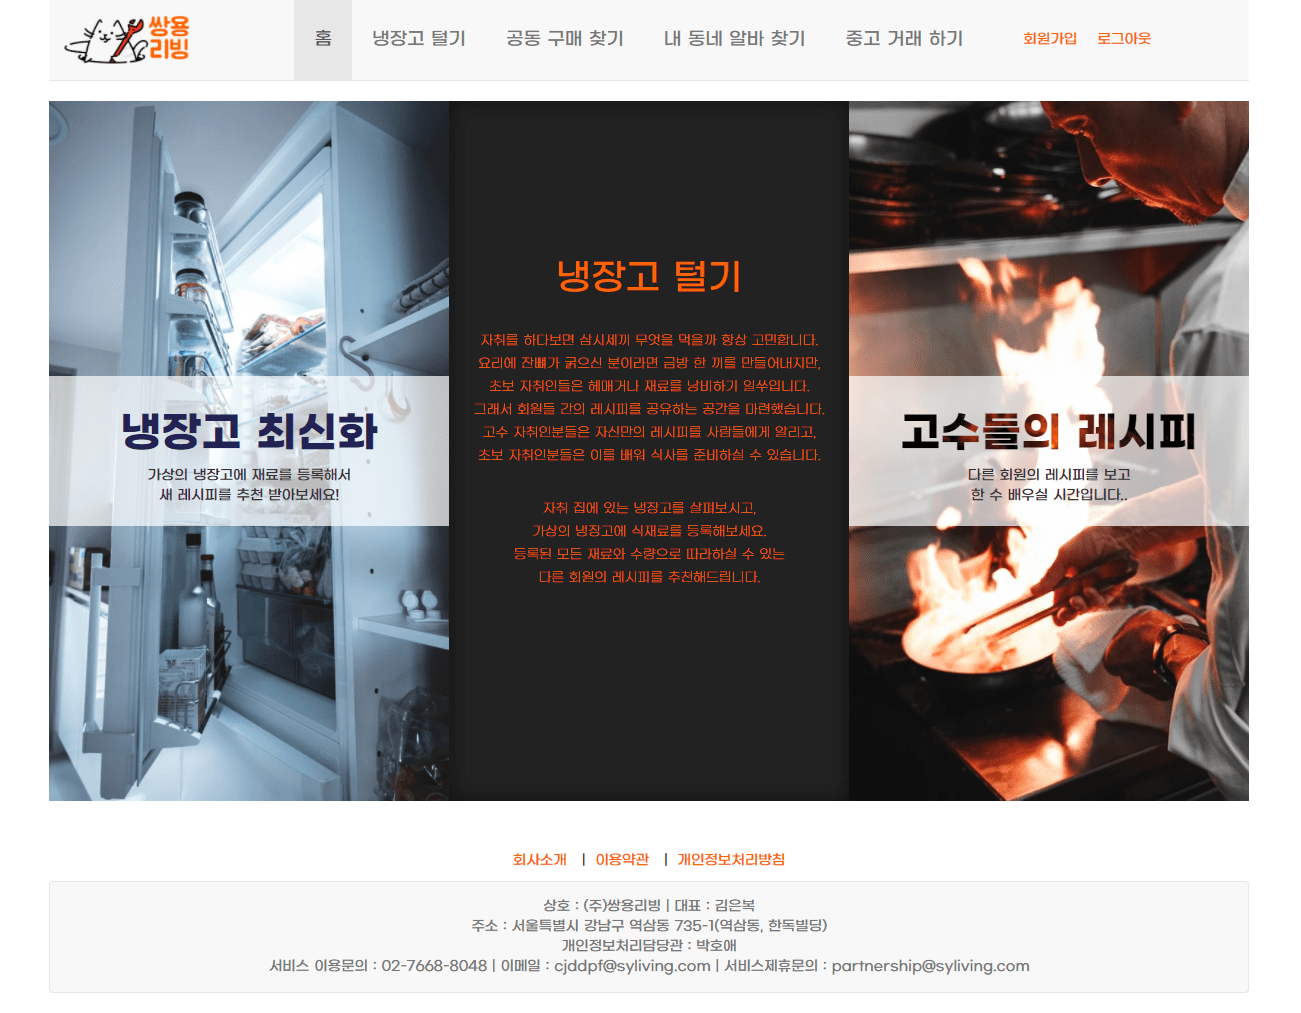 쌍용
리빙
홈 냉장고 털기 공동 구매 찾기 내 동네 알바 찾기 중고 거래 하기 회원가입 로그아웃
냉장고 최신화
가상의 냉장고에 재료를 등록해서
새 레시피를 추천 받아보세요!
냉장고 털기
자취를 하다보면 삼시세끼 무엇을 먹을까 항상 고민합니다.
요리에 잔뼈가 굵으신 분이라면 금방 한 끼를 만들어내지만,
초보 자취인들은 헤매거나 재료를 낭비하기 일쑤입니다.
그래서 회원들 간의 레시피를 공유하는 공간을 마련했습니다.
고수 자취인분들은 자신만의 레시피를 사람들에게 알리고,
초보 자취인분들은 이를 배워 식사를 준비하실 수 있습니다.
자취 집에 있는 냉장고를 살펴보시고,
가상의 냉장고에 식재료를 등록해보세요.
등록된 모든 재료와 수량으로 따라하실 수 있는
다른 회원의 레시피를 추천해드립니다.
고수들의 레시피
다른 회원의 레시피를 보고
한 수 배우실 시간입니다..
회사소개 | 이용약관 | 개인정보처리방침
상호 : (주)쌍용리빙 | 대표 : 김은복
주소 : 서울특별시 강남구 역삼동 735-1(역삼동, 한독빌딩)
개인정보처리담당관 : 박호애
서비스 이용문의 : 02-7668-8048 | 이메일 : cjddpf@syliving.com | 서비스제휴문의 : partnership@syliving.com